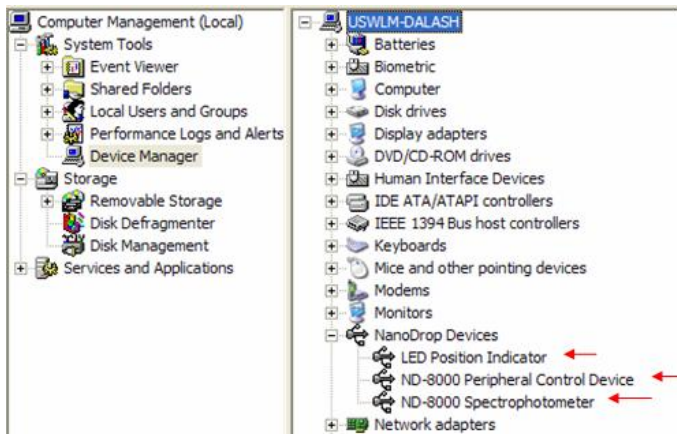 Computer Management (Local)
System Tools
Event Viewer
Shared Folders
Local Users and Groups
Performance Logs and Alerts
Device Manager
Storage
Removable Storage
Disk Defragmenter
Disk Management
Services and Applications
USWLM-DALASH
Batteries
Biometric
Computer
Disk drives
Display adapters
DVD/CD-ROM drives
Human Interface Devices
IDE ATA/ATAPI controllers
IEEE 1394 Bus host controllers
Keyboards
Mice and other pointing devices
Modems
Monitors
NanoDrop Devices
LED Position Indicator
ND-8000 Peripheral Control Device
ND-8000 Spectrophotometer
Network adapters